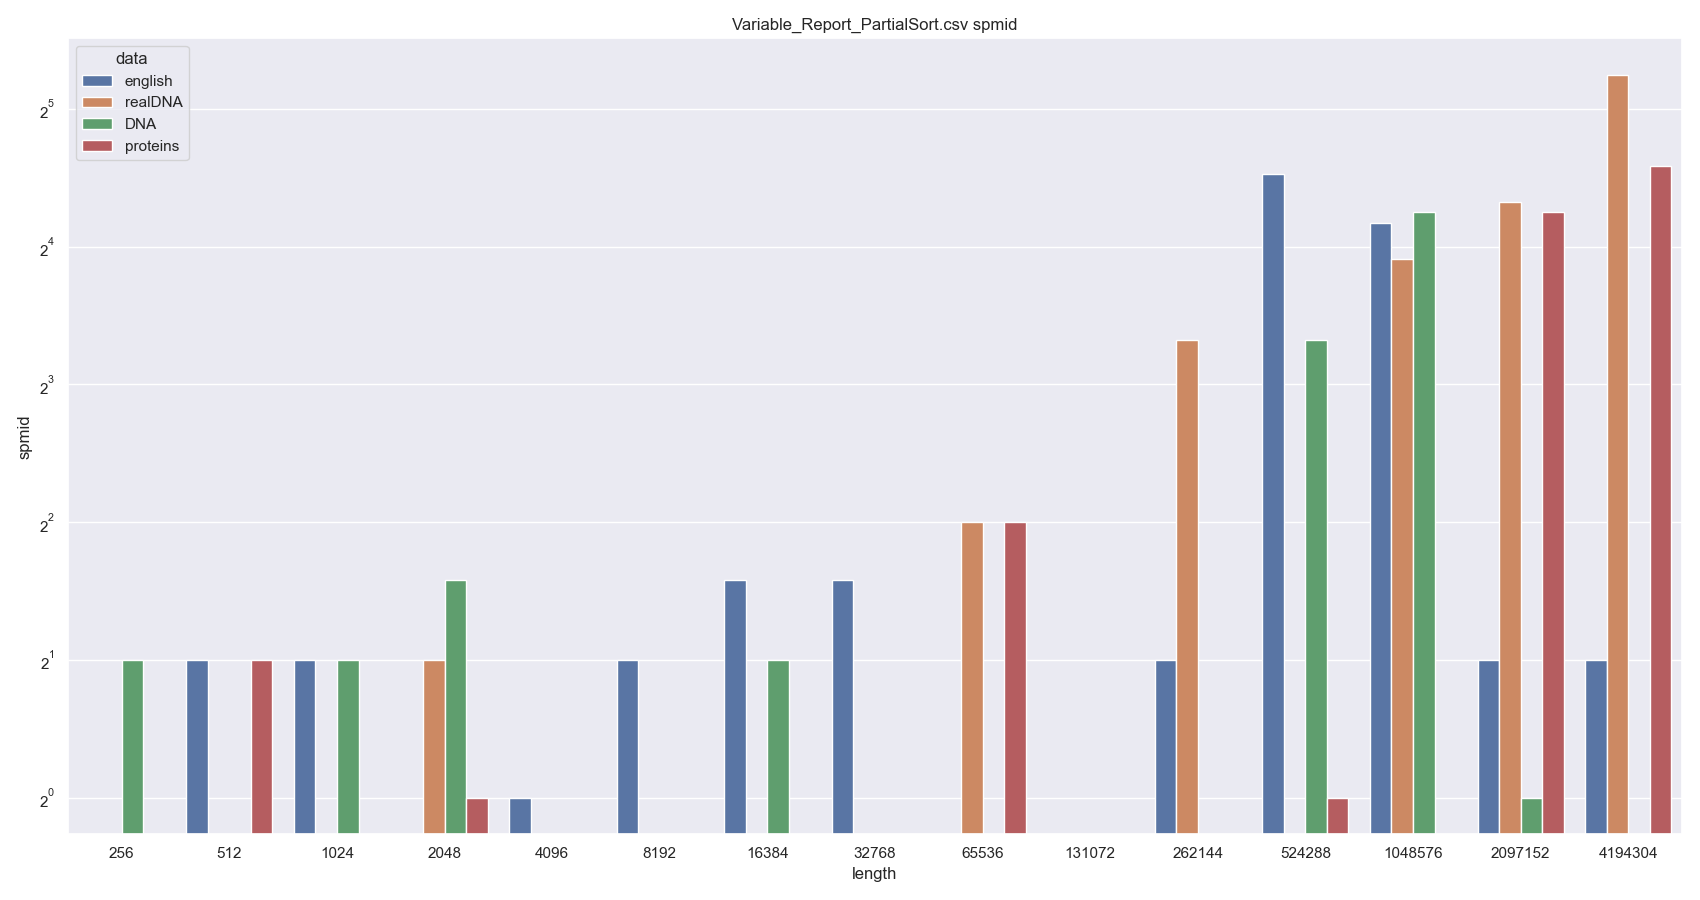 Variable_Report_PartialSort.csv spmid
data
english
realDNA
DNA
proteins
2^5
2^4
2^3
2^2
2^1
2^0
spmid
256 512 1024 2048 4096 8192 16384 32768 65536 131072 262144 524288 1048576 2097152 4194304
length